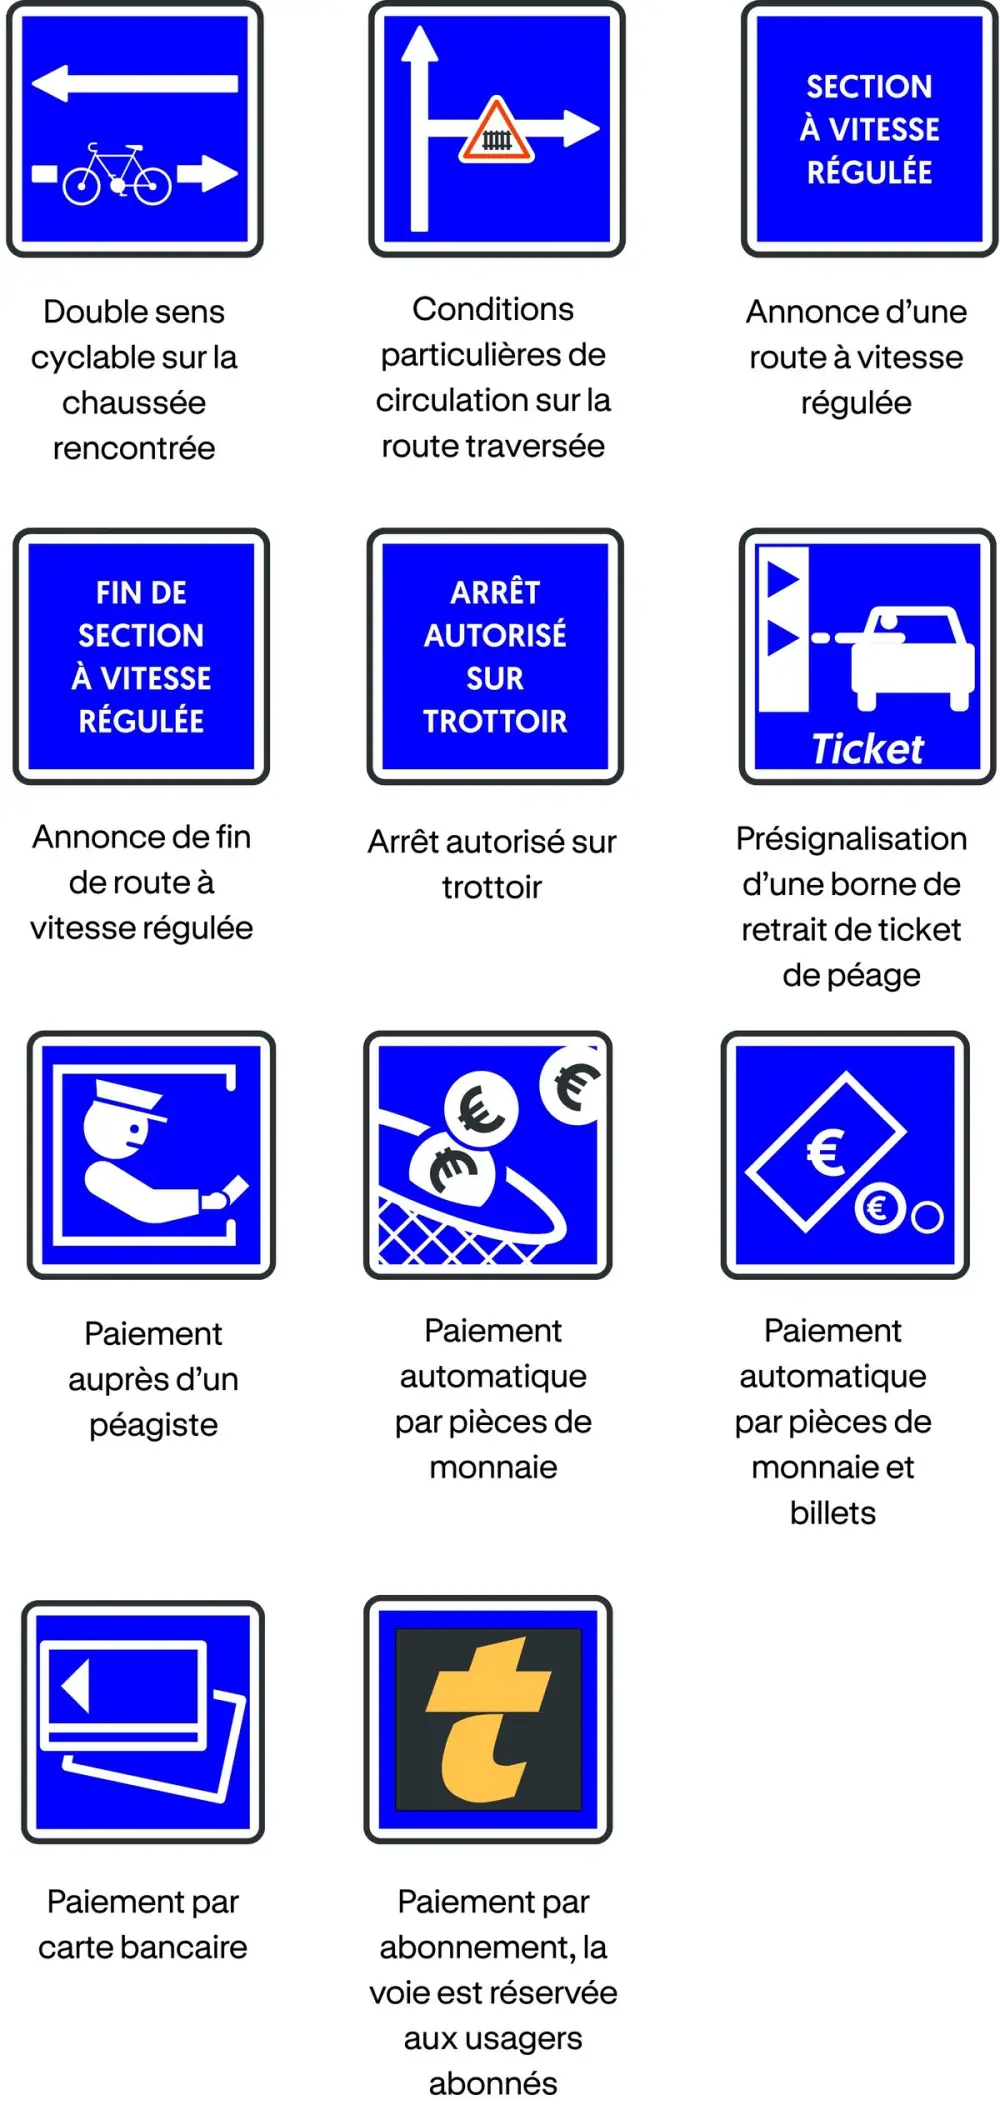 SECTION
À VITESSE
RÉGULÉE
Double sens
cyclable sur la
chaussée
rencontrée
Conditions
particulières de
circulation sur la
route traversée
Annonce d’une
route à vitesse
régulée
FIN DE
SECTION
À VITESSE
RÉGULÉE
ARRÊT
AUTORISÉ
SUR
TROTTOIR
Ticket
Annonce de fin
de route à
vitesse régulée
Arrêt autorisé sur
trottoir
Présignalisation
d’une borne de
retrait de ticket
de péage
€
€
€
€
€
Paiement
auprès d’un
péagiste
Paiement
automatique
par pièces de
monnaie
Paiement
automatique
par pièces de
monnaie et
billets
t
Paiement par
carte bancaire
Paiement par
abonnement, la
voie est réservée
aux usagers
abonnés